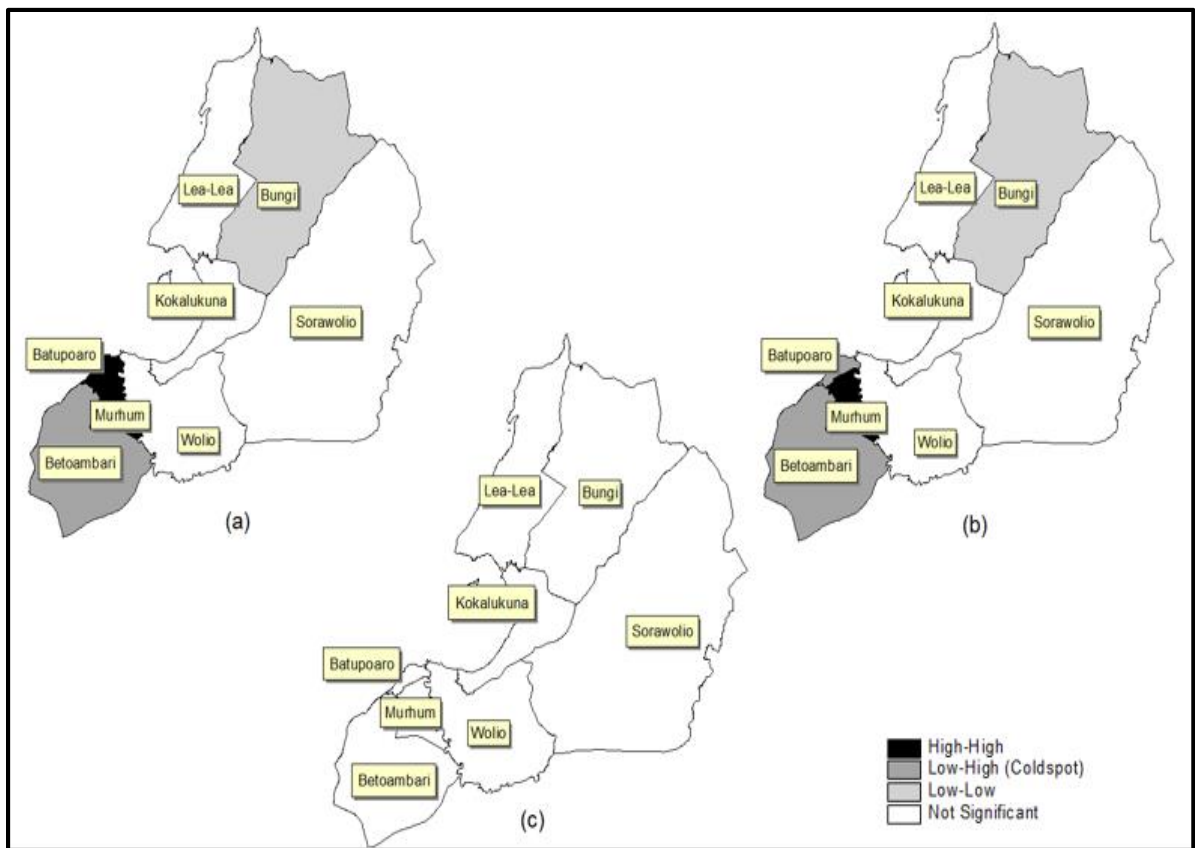 Lea-Lea
Bungi
Kokalukuna
Sorawolio
Batupoaro
Murhum
Wolio
Betoambari
(a)
Lea-Lea
Bungi
Kokalukuna
Sorawolio
Batupoaro
Murhum
Wolio
Betoambari
(b)
Lea-Lea
Bungi
Kokalukuna
Sorawolio
Batupoaro
Murhum
Wolio
Betoambari
(c)
High-High
Low-High (Coldspot)
Low-Low
Not Significant